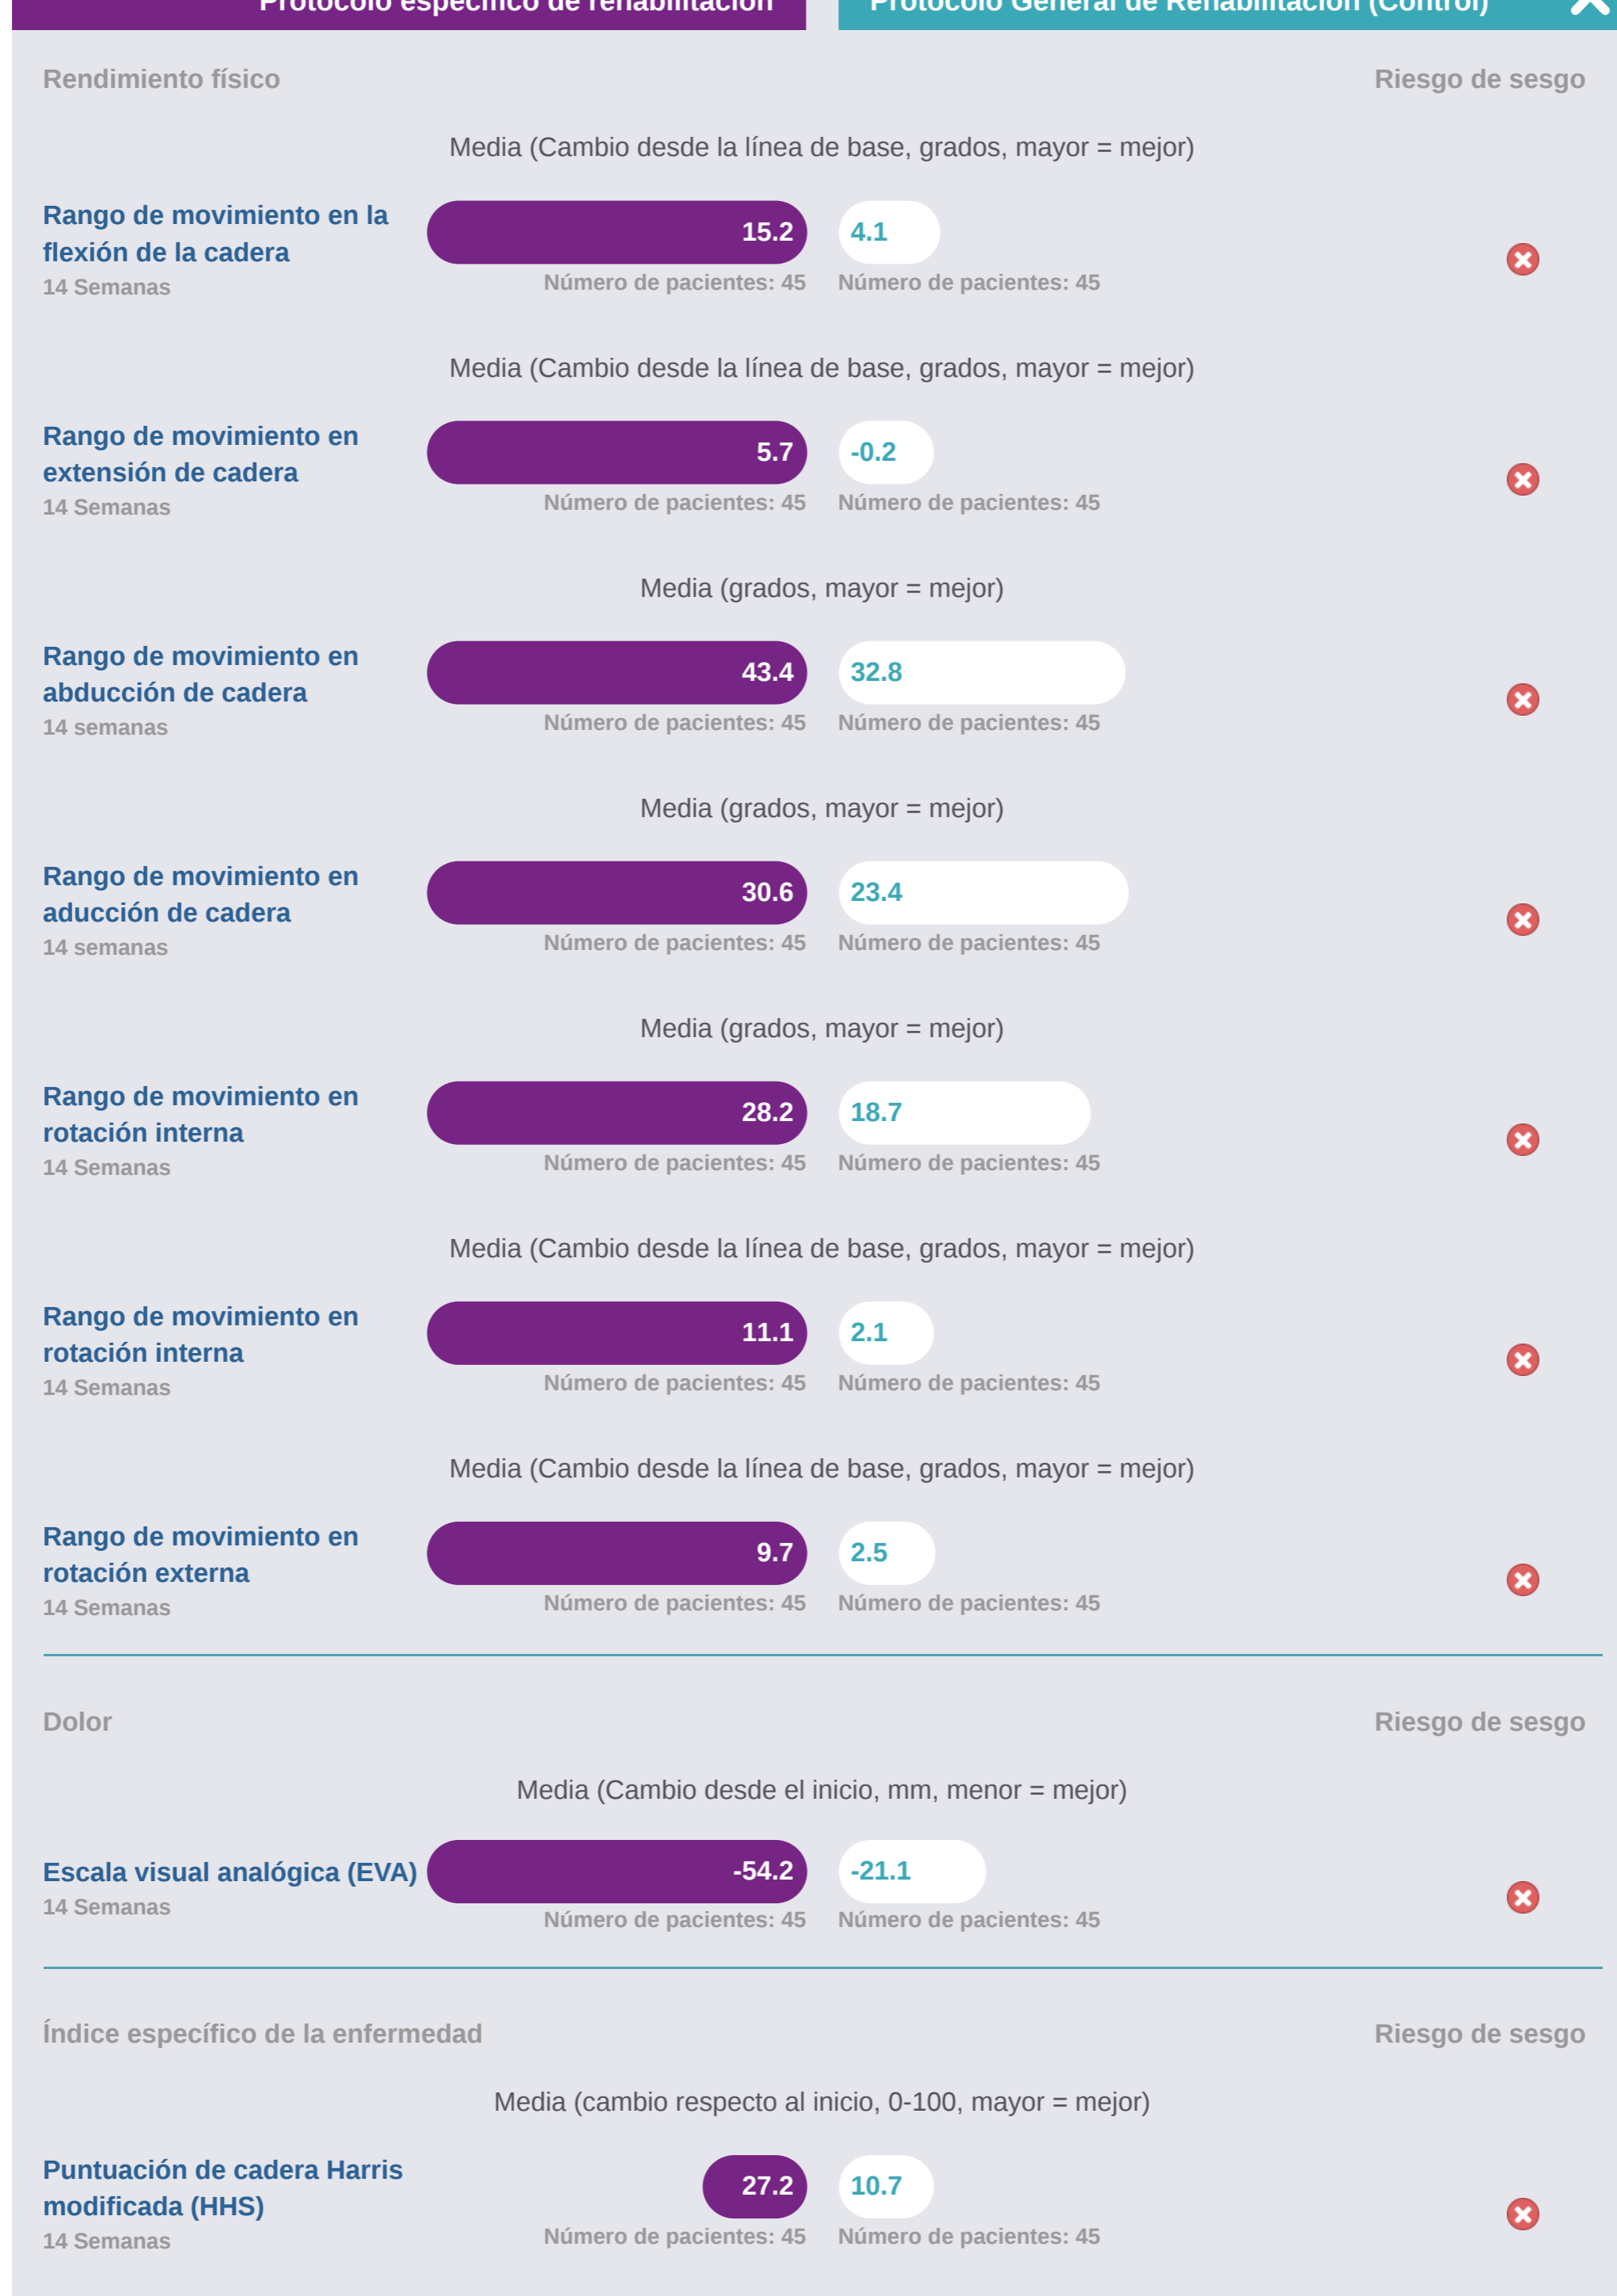 Protocolo específico de rehabilitación
Protocolo General de Rehabilitación (Control)
Rendimiento físico
Riesgo de sesgo
Media (Cambio desde la línea de base, grados, mayor = mejor)
Rango de movimiento en la
flexión de la cadera
14 Semanas
15.2
4.1
Número de pacientes: 45
Número de pacientes: 45
Media (Cambio desde la línea de base, grados, mayor = mejor)
Rango de movimiento en
extensión de cadera
14 Semanas
5.7
-0.2
Número de pacientes: 45
Número de pacientes: 45
Media (grados, mayor = mejor)
Rango de movimiento en
abducción de cadera
14 semanas
43.4
32.8
Número de pacientes: 45
Número de pacientes: 45
Media (grados, mayor = mejor)
Rango de movimiento en
aducción de cadera
14 semanas
30.6
23.4
Número de pacientes: 45
Número de pacientes: 45
Media (grados, mayor = mejor)
Rango de movimiento en
rotación interna
14 Semanas
28.2
18.7
Número de pacientes: 45
Número de pacientes: 45
Media (Cambio desde la línea de base, grados, mayor = mejor)
Rango de movimiento en
rotación interna
14 Semanas
11.1
2.1
Número de pacientes: 45
Número de pacientes: 45
Media (Cambio desde la línea de base, grados, mayor = mejor)
Rango de movimiento en
rotación externa
14 Semanas
9.7
2.5
Número de pacientes: 45
Número de pacientes: 45
Dolor
Riesgo de sesgo
Media (Cambio desde el inicio, mm, menor = mejor)
Escala visual analógica (EVA)
14 Semanas
-54.2
-21.1
Número de pacientes: 45
Número de pacientes: 45
Índice específico de la enfermedad
Riesgo de sesgo
Media (cambio respecto al inicio, 0-100, mayor = mejor)
Puntuación de cadera Harris
modificada (HHS)
14 Semanas
27.2
10.7
Número de pacientes: 45
Número de pacientes: 45